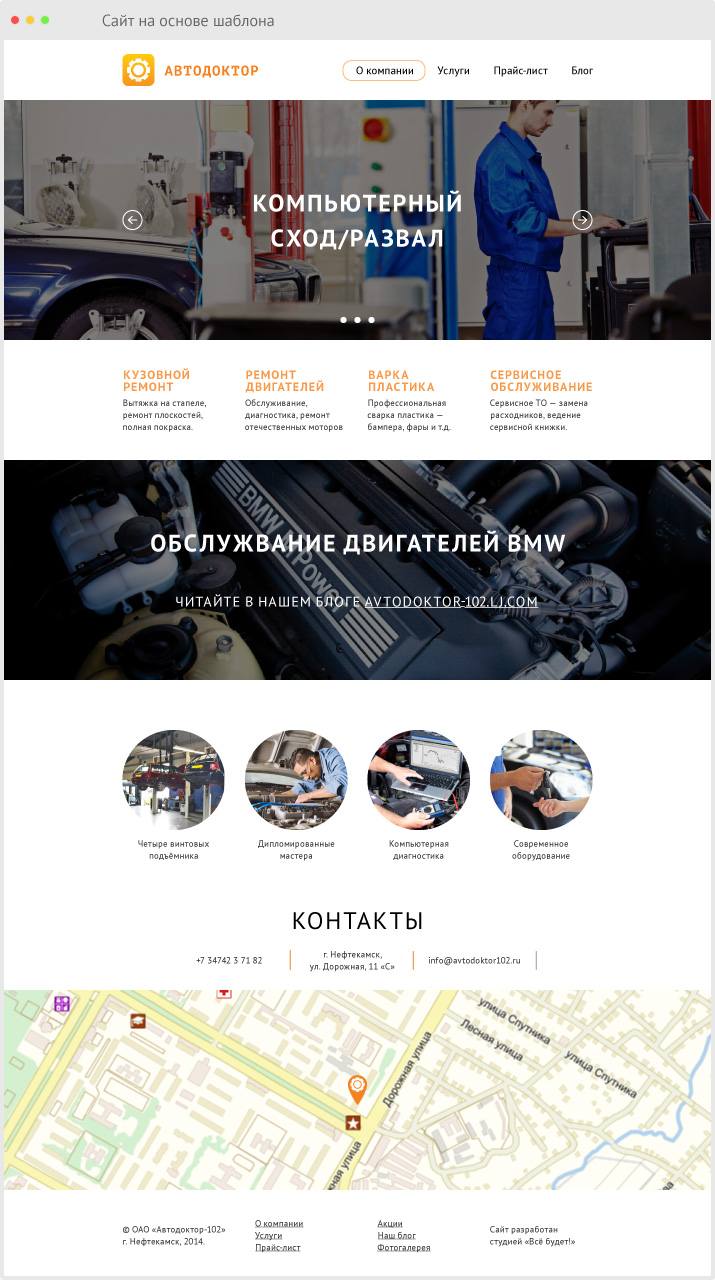 Сайт на основе шаблона
АВТОДОКТОР
О компании Услуги Прайс-лист Блог
КОМПЬЮТЕРНЫЙ
СХОД/РАЗВАЛ
КУЗОВНОЙ
РЕМОНТ
Вытяжка на стапеле,
ремонт плоскостей,
полная покраска.
РЕМОНТ
ДВИГАТЕЛЕЙ
Обслуживание,
диагностика, ремонт
отечественных моторов
ВАРКА
ПЛАСТИКА
Профессиональная
сварка пластика —
бампера, фары и т.д.
СЕРВИСНОЕ
ОБСЛУЖИВАНИЕ
Сервисное ТО — замена
расходников, ведение
сервисной книжки.
BMW M Power
ОБСЛУЖВАНИЕ ДВИГАТЕЛЕЙ BMW
ЧИТАЙТЕ В НАШЕМ БЛОГЕ AVTODOKTOR-102.LJ.COM
Четыре винтовых
подъёмника
Дипломированные
мастера
Компьютерная
диагностика
Современное
оборудование
КОНТАКТЫ
+7 34742 3 71 82
г. Нефтекамск,
ул. Дорожная, 11 «С»
info@avtodoktor102.ru
улица Спутника
Лесная улица
улица Спутника
Дорожная улица
жная улица
© ОАО «Автодоктор-102»
г. Нефтекамск, 2014.
О компании
Услуги
Прайс-лист
Акции
Наш блог
Фотогалерея
Сайт разработан
студией «Всё будет!»